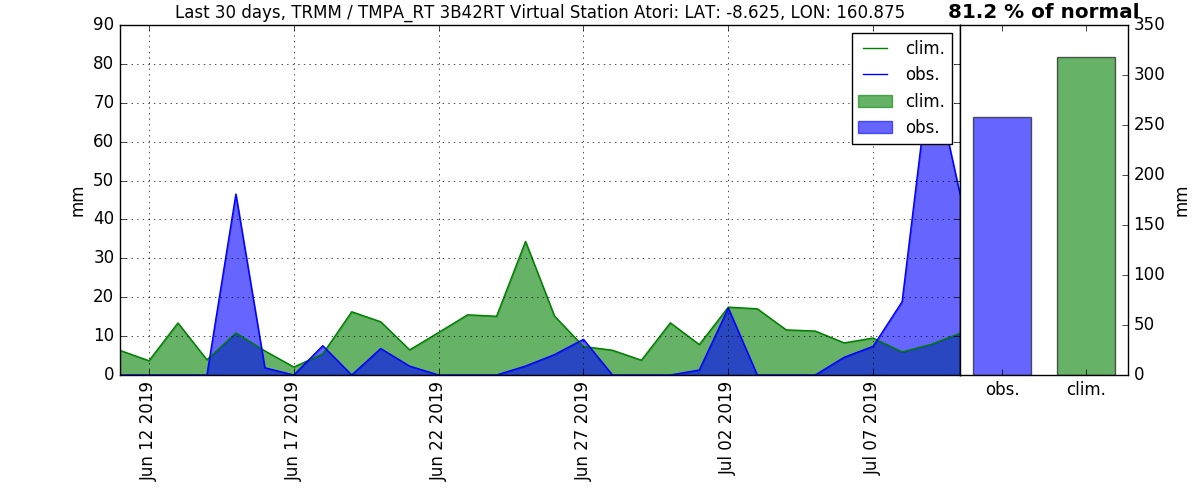 Last 30 days, TRMM / TMPA_RT 3B42RT Virtual Station Atori: LAT: -8.625, LON: 160.875
81.2 % of normal
90
80
70
60
50
40
30
20
10
0
mm
clim.
obs.
clim.
obs.
Jun 12 2019
Jun 17 2019
Jun 22 2019
Jun 27 2019
Jul 02 2019
Jul 07 2019
350
300
250
200
150
100
50
0
mm
obs.
clim.